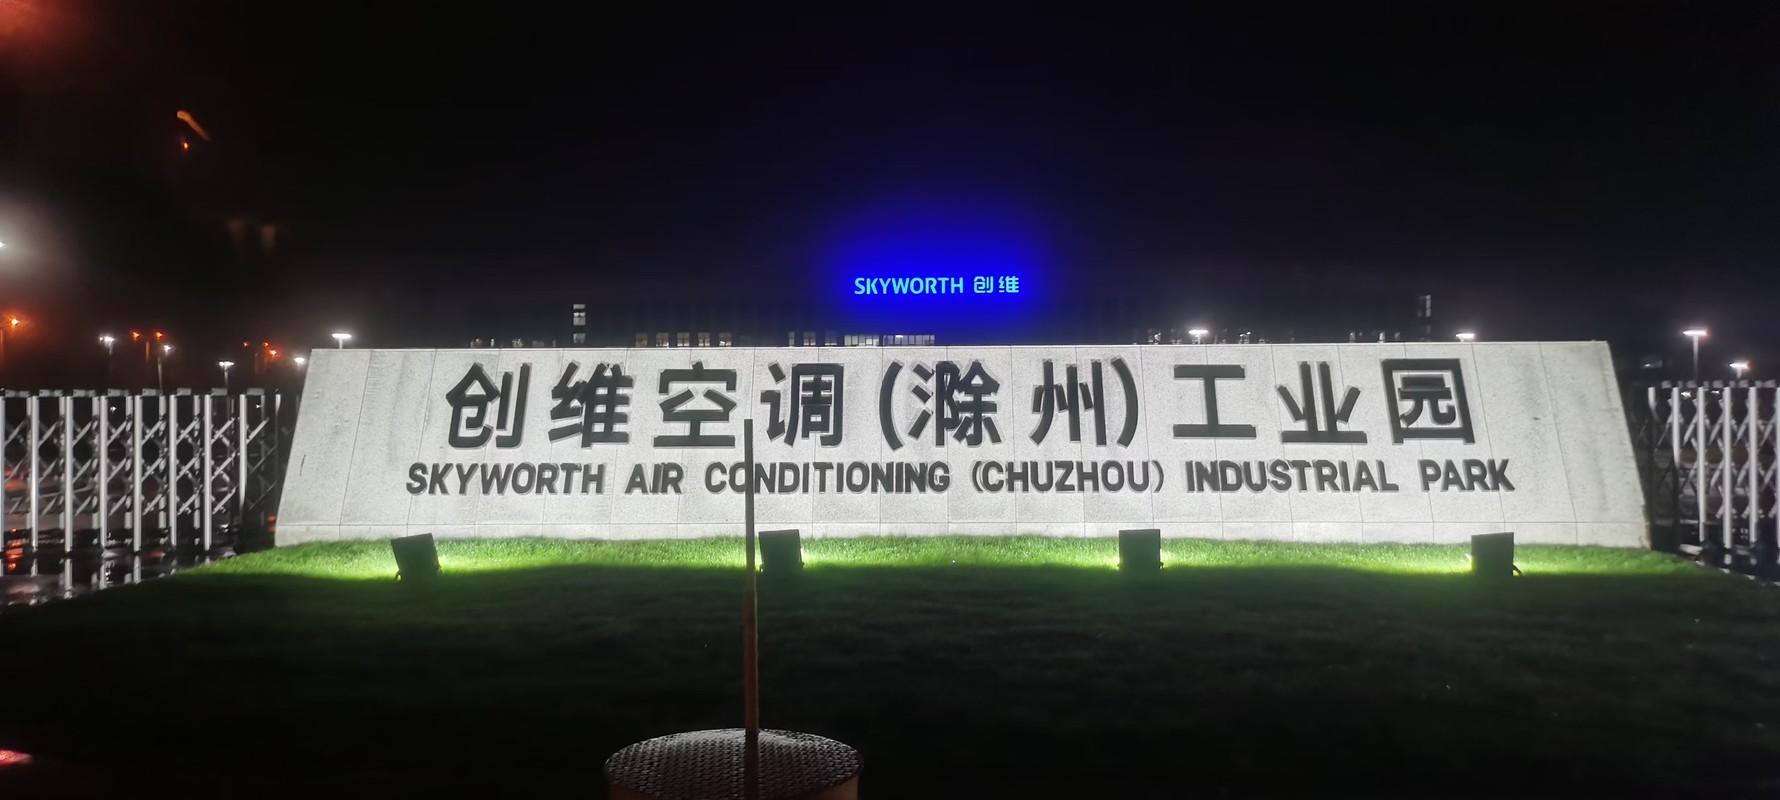 SKYWORTH 创维
创维空调(滁州)工业园
SKYWORTH AIR CONDITIONING (CHUZHOU) INDUSTRIAL PARK